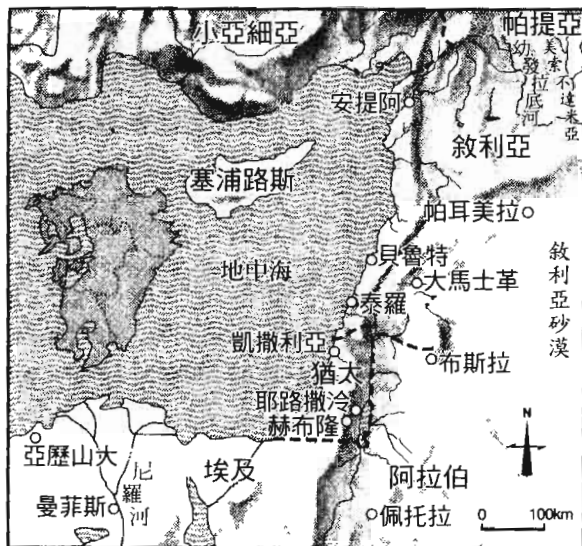 小亞細亞
帕提亞
美索不達米亞
幼發拉底河
安提阿
敘利亞
塞浦路斯
帕耳美拉
貝魯特
敘利亞砂漠
地中海
大馬士革
泰羅
凱撒利亞
布斯拉
猶太
耶路撒冷
赫布隆
N
亞歷山大
尼羅河
埃及
阿拉伯
曼菲斯
佩托拉
0 100km